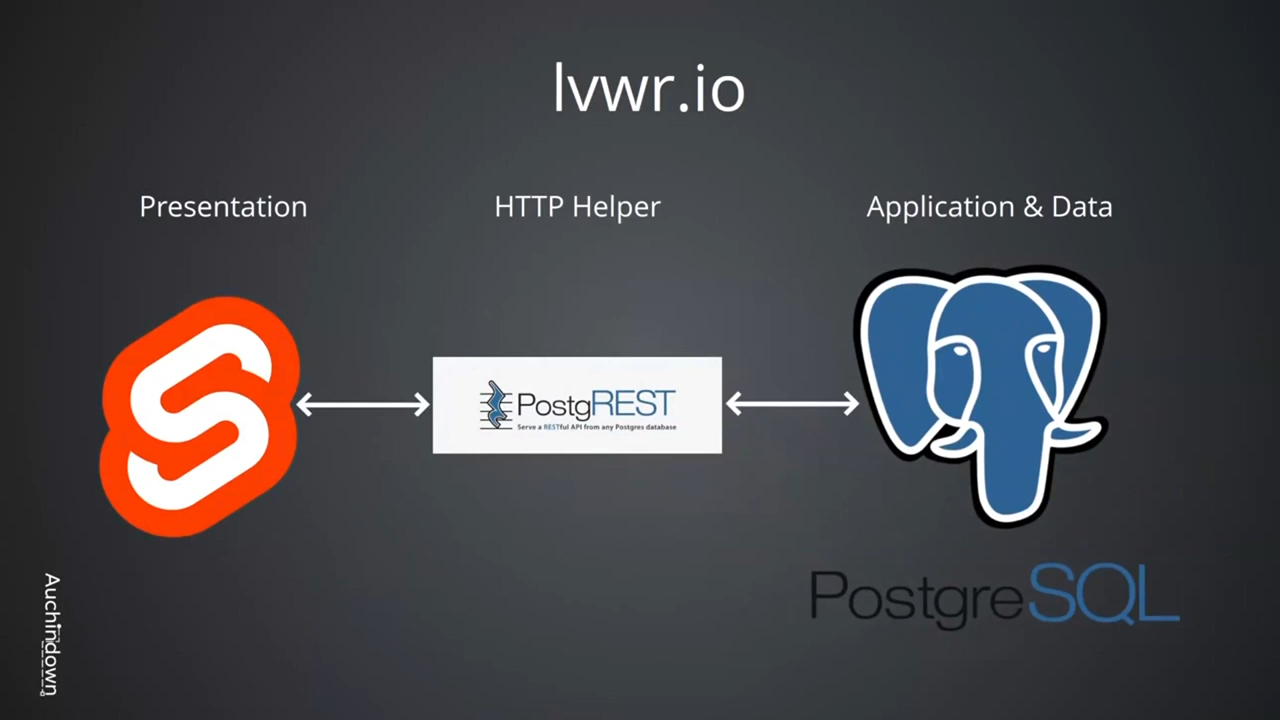 lvwr.io
Presentation
HTTP Helper
Application & Data
PostgREST
Serve a RESTful API from any Postgres database
PostgreSQL
Auchindown